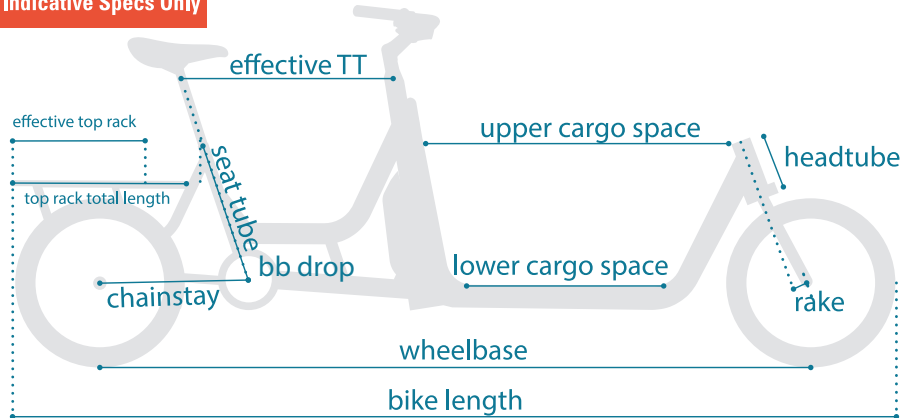 Indicative Specs Only
effective TT
effective top rack
upper cargo space
headtube
seat tube
top rack total length
bb drop
lower cargo space
chainstay
rake
wheelbase
bike length